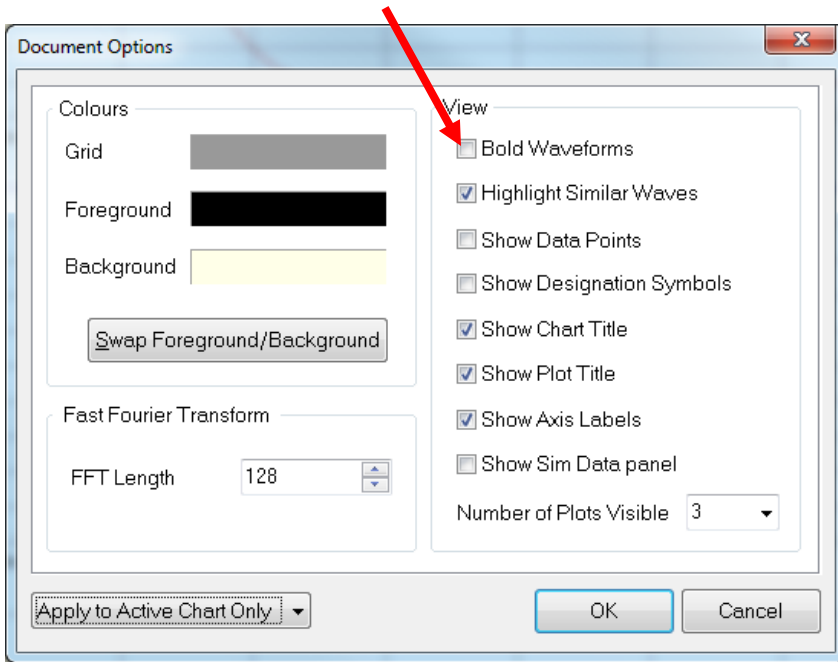 Document Options
Colours
Grid
Foreground
Background
Swap Foreground/Background
Fast Fourier Transform
FFT Length 128
View
Bold Waveforms
Highlight Similar Waves
Show Data Points
Show Designation Symbols
Show Chart Title
Show Plot Title
Show Axis Labels
Show Sim Data panel
Number of Plots Visible 3
Apply to Active Chart Only
OK
Cancel